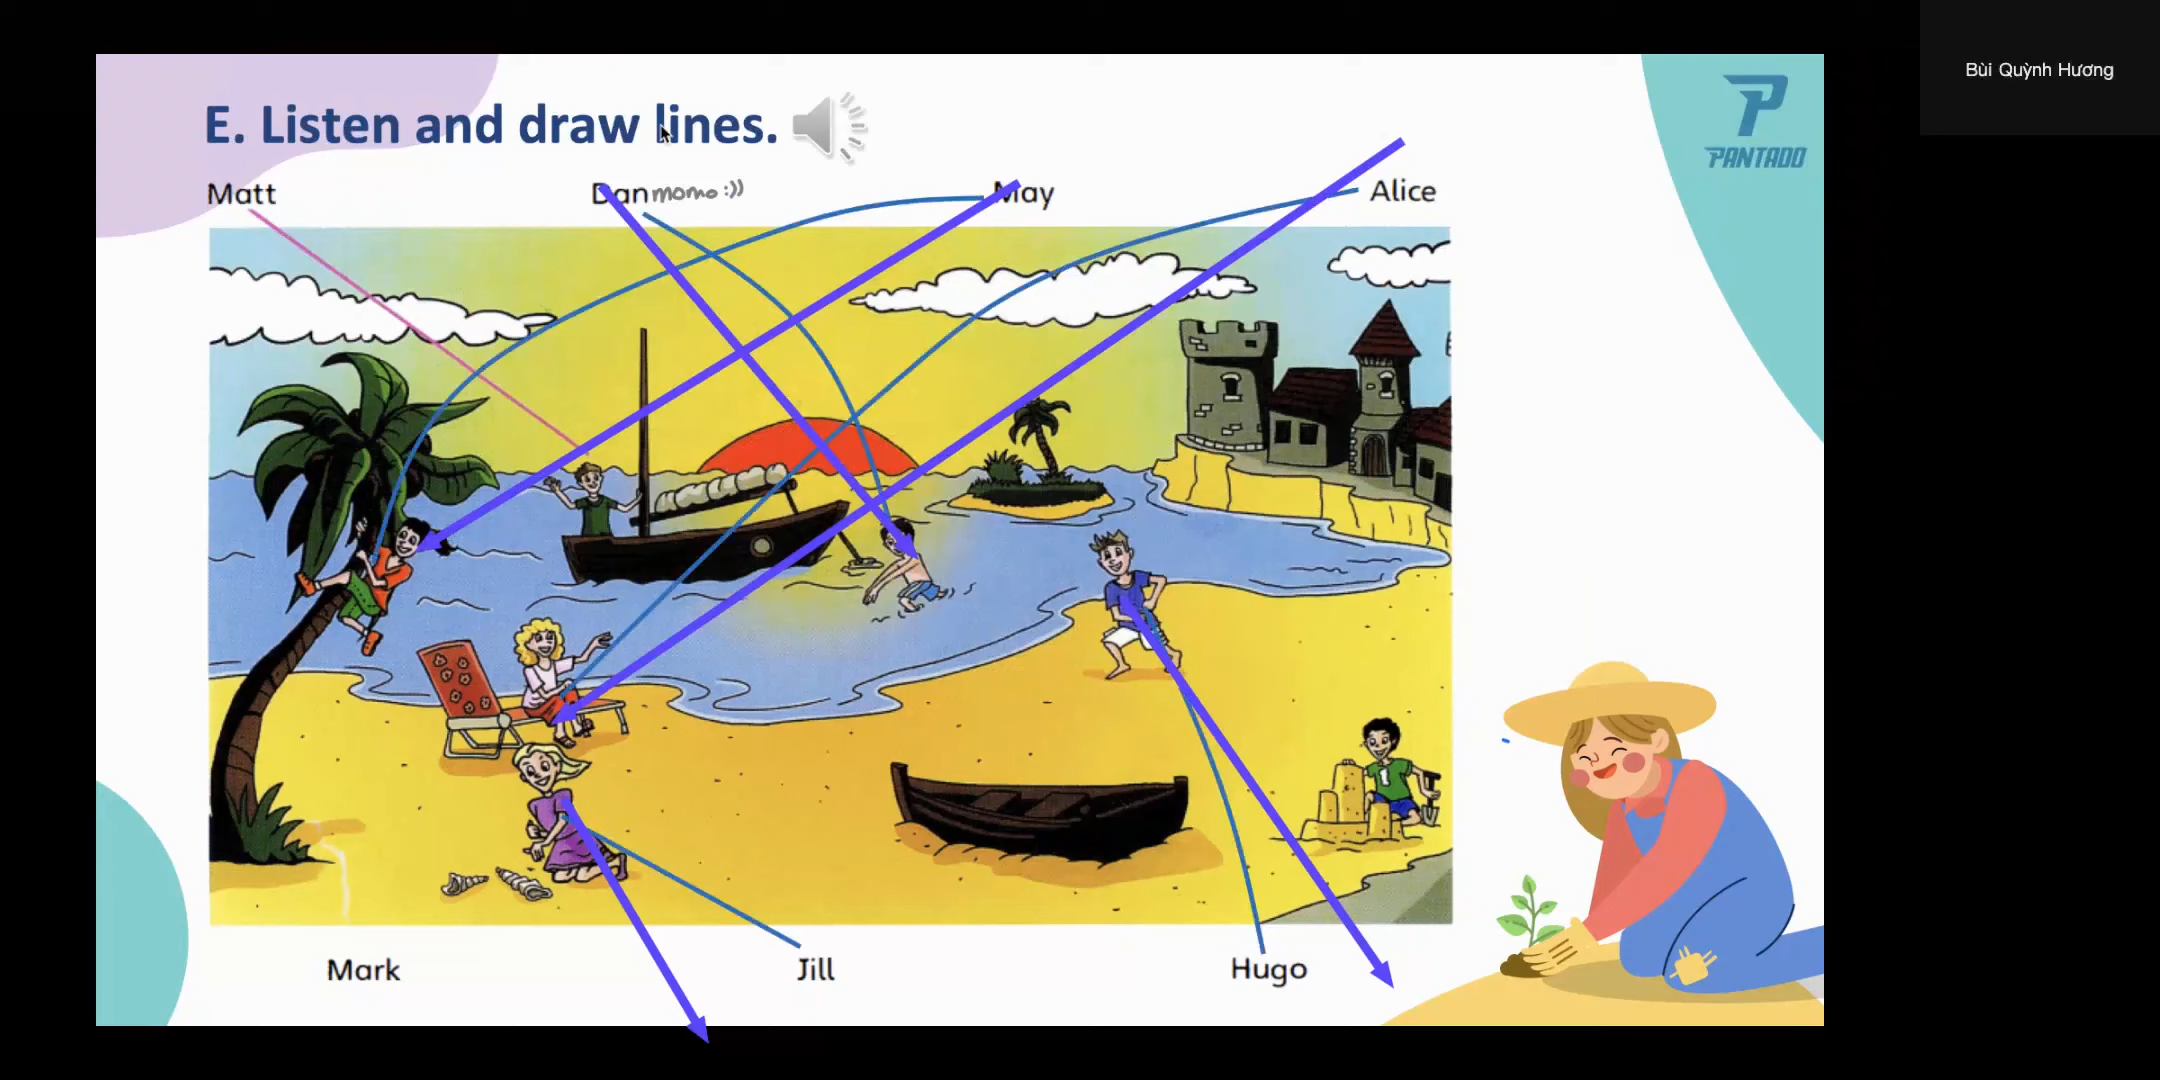 Bùi Quỳnh Hương
E. Listen and draw lines.
PANTADO
Matt Dan momo :)) May Alice
Mark Jill Hugo